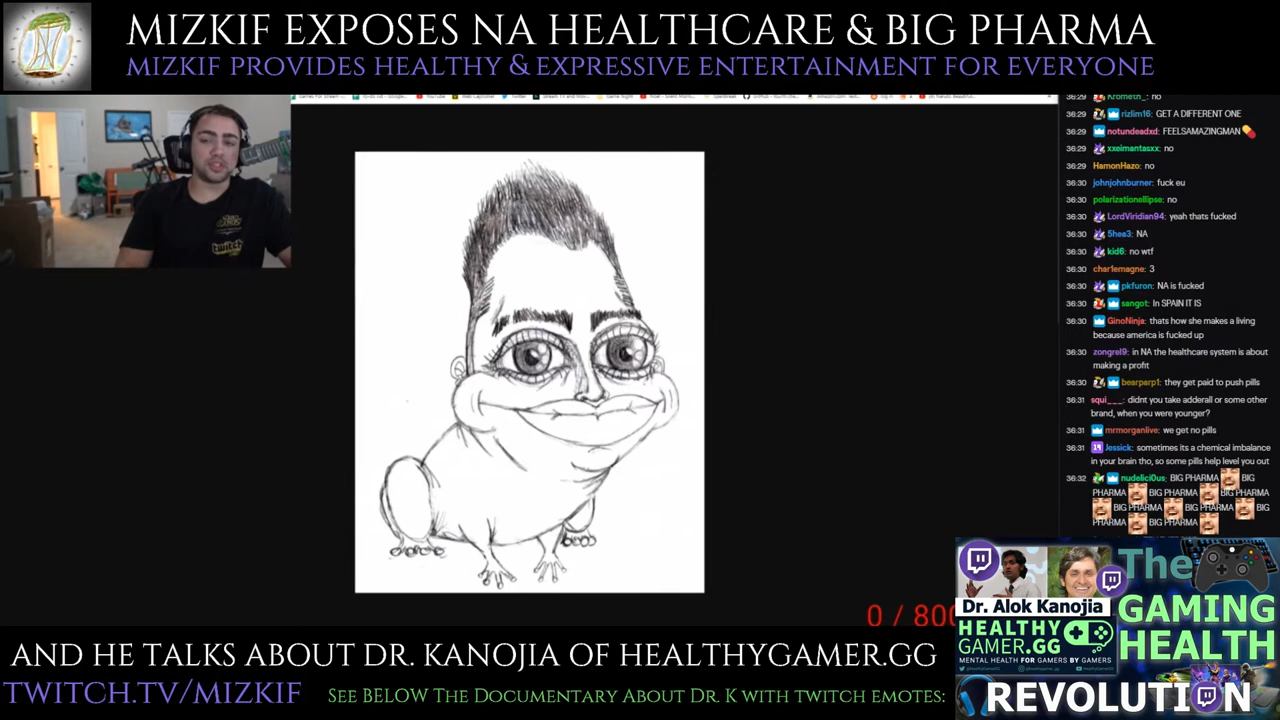 MIZKIF EXPOSES NA HEALTHCARE & BIG PHARMA
MIZKIF PROVIDES HEALTHY & EXPRESSIVE ENTERTAINMENT FOR EVERYONE
YouTube
Twitter
Game Night
36:29 Krometh_: no
36:29 rizlim16: GET A DIFFERENT ONE
36:29 notundeadxd: FEELSAMAZINGMAN
36:29 xxeimantasxx: no
36:29 HamonHazo: no
36:30 johnjohnburner: fuck eu
36:30 polarizationellipse: no
36:30 LordViridian94: yeah thats fucked
36:30 5hea3: NA
36:30 kid6: no wtf
36:30 char1emagne: 3
36:30 pkfuron: NA is fucked
36:30 sangot: In SPAIN IT IS
36:30 GinoNinja: thats how she makes a living
because america is fucked up
36:30 zongrel9: in NA the healthcare system is about
making a profit
36:30 bearparp1: they get paid to push pills
36:31 squi___: didnt you take adderall or some other
brand, when you were younger?
36:31 mrmorganlive: we get no pills
36:31 Jessick: sometimes its a chemical imbalance
in your brain tho, so some pills help level you out
36:32 nudelici0us: BIG PHARMA BIG
PHARMA BIG PHARMA BIG PHARMA
BIG PHARMA BIG PHARMA BIG
PHARMA BIG PHARMA
twitch
0 / 800
Dr. Alok Kanojia
HEALTHY
GAMER.GG
MENTAL HEALTH FOR GAMERS BY GAMERS
The
GAMING
HEALTH
REVOLUTION
AND HE TALKS ABOUT DR. KANOJIA OF HEALTHYGAMER.GG
TWITCH.TV/MIZKIF
SEE BELOW THE DOCUMENTARY ABOUT DR. K WITH TWITCH EMOTES: